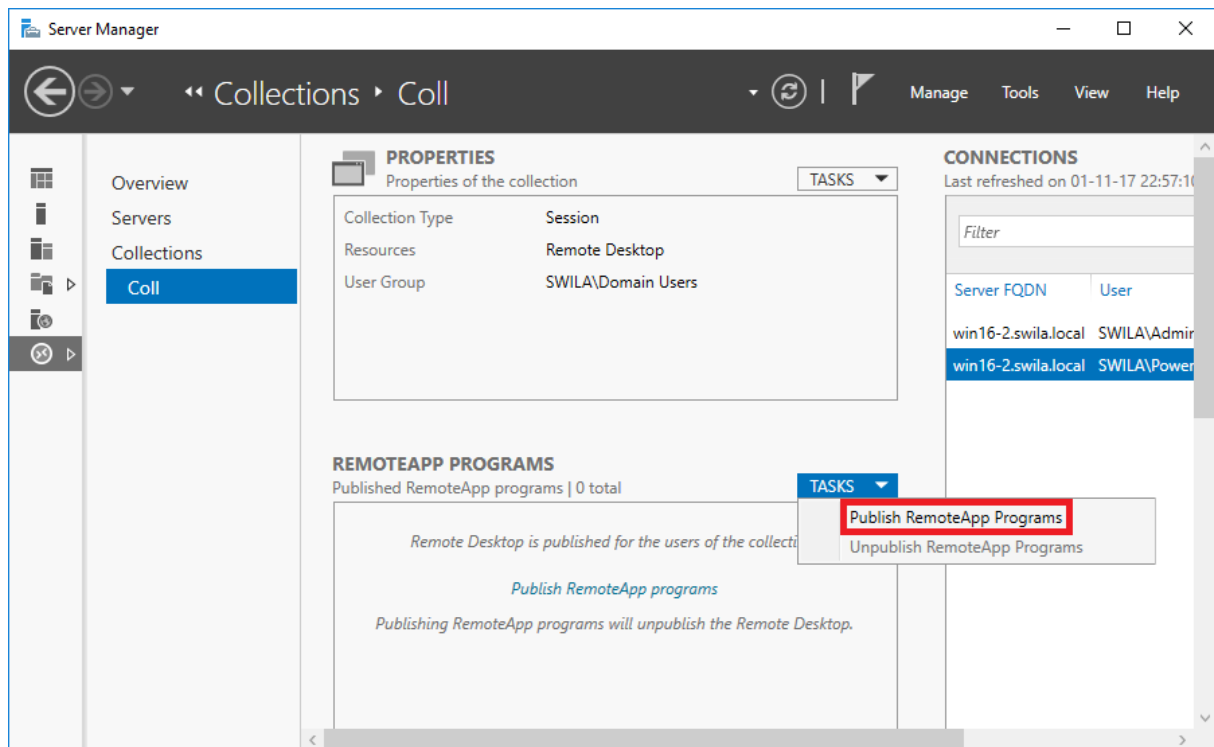 Server Manager
Collections ‣ Coll
Manage Tools View Help
Overview
Servers
Collections
Coll
PROPERTIES
Properties of the collection
TASKS
Collection Type Session
Resources Remote Desktop
User Group SWILA\Domain Users
CONNECTIONS
Last refreshed on 01-11-17 22:57:10
Filter
Server FQDN User
win16-2.swila.local SWILA\Admir
win16-2.swila.local SWILA\Power
REMOTEAPP PROGRAMS
Published RemoteApp programs | 0 total
TASKS
Publish RemoteApp Programs
Unpublish RemoteApp Programs
Remote Desktop is published for the users of the collecti
Publish RemoteApp programs
Publishing RemoteApp programs will unpublish the Remote Desktop.